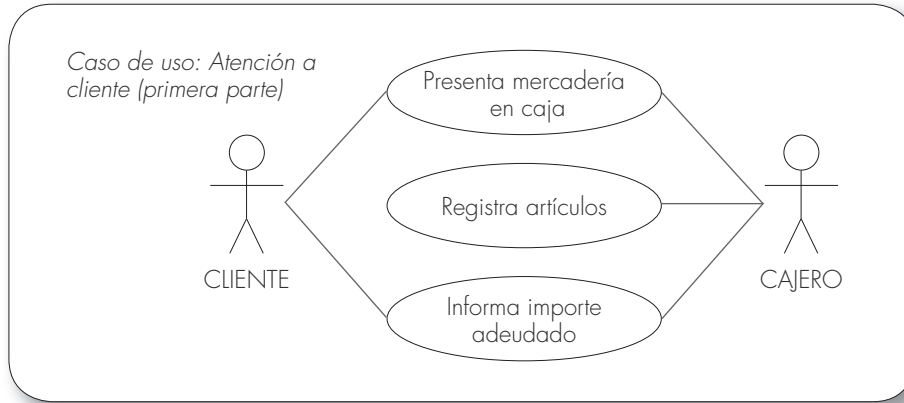 Caso de uso: Atención a
cliente (primera parte)
Presenta mercadería
en caja
Registra artículos
CLIENTE
CAJERO
Informa importe
adeudado